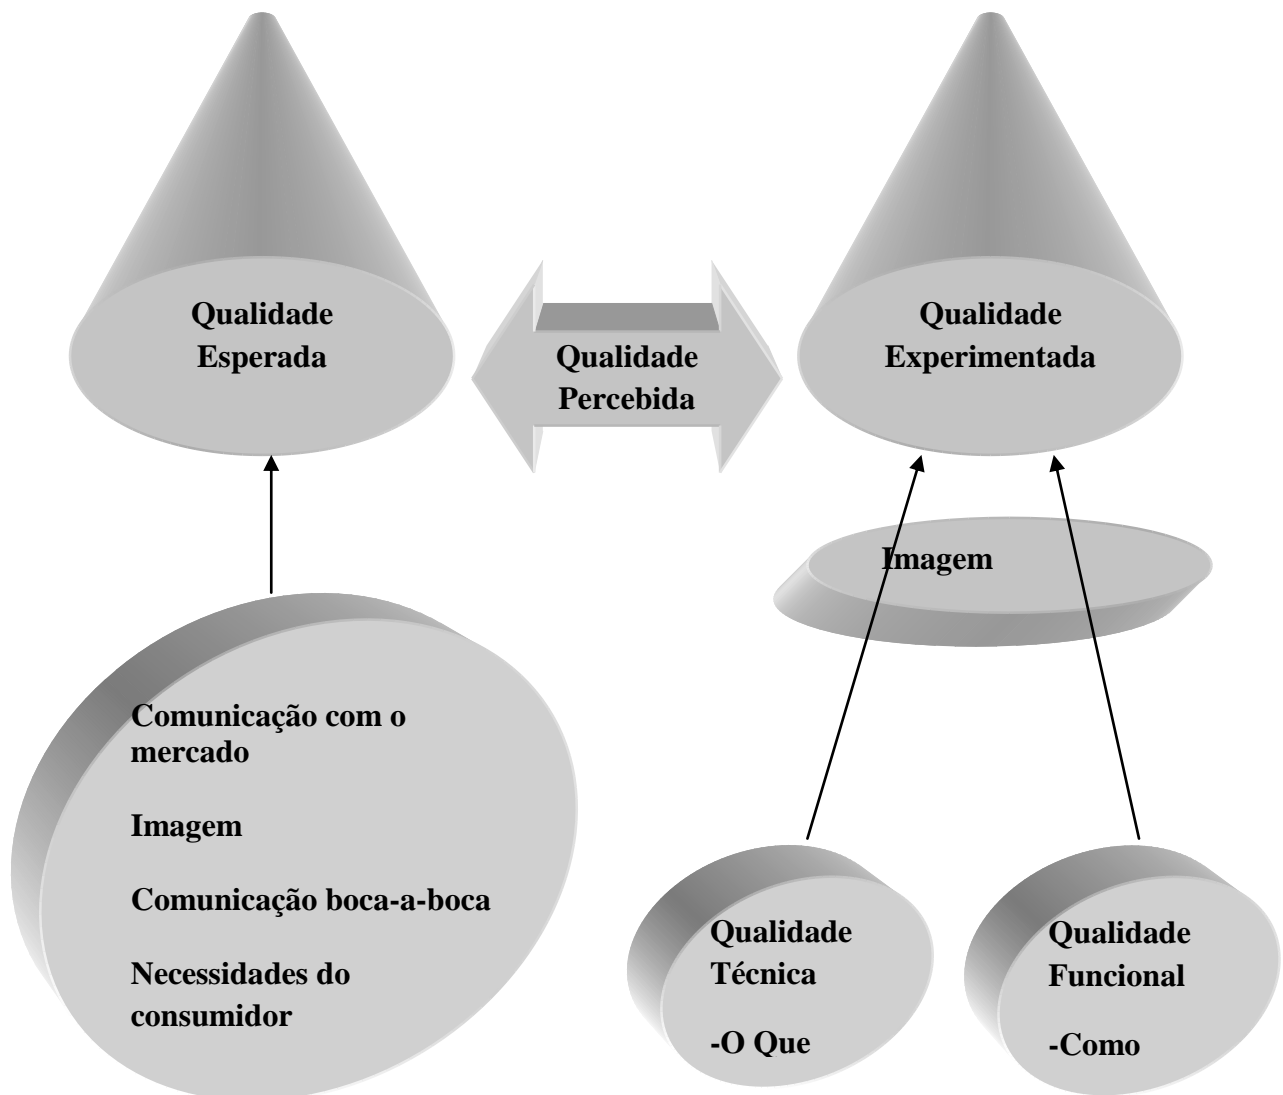 Qualidade
Esperada
Qualidade
Percebida
Qualidade
Experimentada
Imagem
Comunicação com o
mercado
Imagem
Comunicação boca-a-boca
Necessidades do
consumidor
Qualidade
Técnica
-O Que
Qualidade
Funcional
-Como